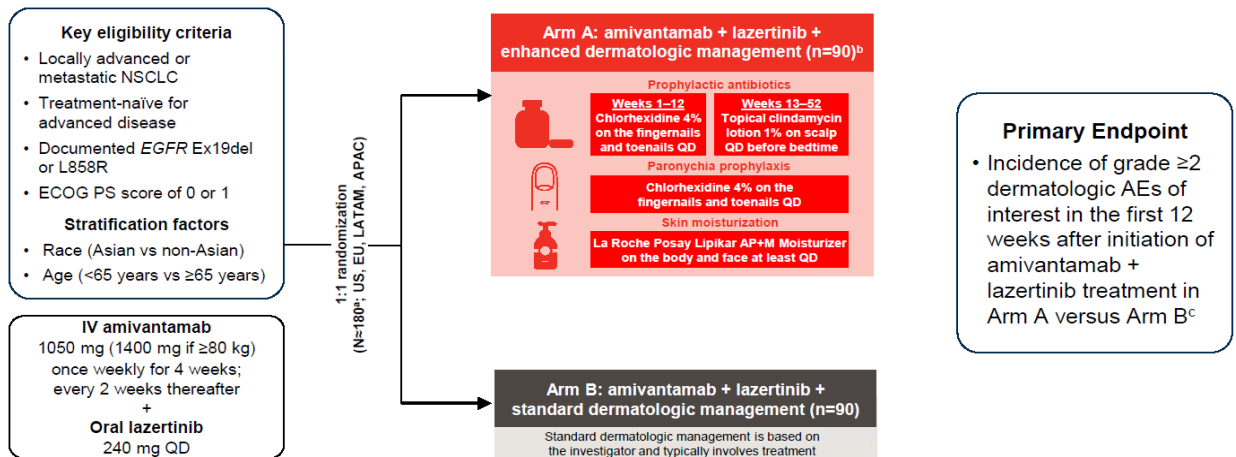 Key eligibility criteria
• Locally advanced or
metastatic NSCLC
• Treatment-naïve for
advanced disease
• Documented EGFR Ex19del
or L858R
• ECOG PS score of 0 or 1
Stratification factors
• Race (Asian vs non-Asian)
• Age (<65 years vs ≥65 years)
IV amivantamab
1050 mg (1400 mg if ≥80 kg)
once weekly for 4 weeks;
every 2 weeks thereafter
+
Oral lazertinib
240 mg QD
1:1 randomization
(N≈180ᵃ; US, EU, LATAM, APAC)
Arm A: amivantamab + lazertinib +
enhanced dermatologic management (n=90)ᵇ
Prophylactic antibiotics
Weeks 1–12
Chlorhexidine 4%
on the fingernails
and toenails QD
Weeks 13–52
Topical clindamycin
lotion 1% on scalp
QD before bedtime
Paronychia prophylaxis
Chlorhexidine 4% on the
fingernails and toenails QD
Skin moisturization
La Roche Posay Lipikar AP+M Moisturizer
on the body and face at least QD
Arm B: amivantamab + lazertinib +
standard dermatologic management (n=90)
Standard dermatologic management is based on
the investigator and typically involves treatment
Primary Endpoint
• Incidence of grade ≥2
dermatologic AEs of
interest in the first 12
weeks after initiation of
amivantamab +
lazertinib treatment in
Arm A versus Arm Bᶜ